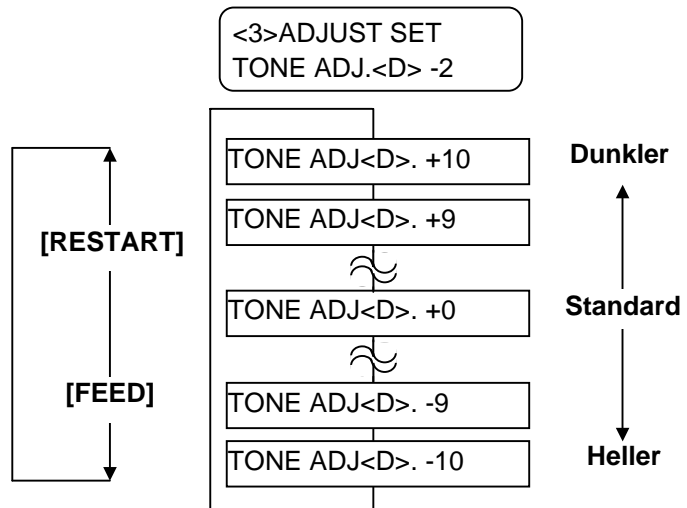 <3>ADJUST SET
TONE ADJ.<D> -2
TONE ADJ<D>. +10
Dunkler
TONE ADJ<D>. +9
[RESTART]
TONE ADJ<D>. +0
Standard
[FEED]
TONE ADJ<D>. -9
TONE ADJ<D>. -10
Heller